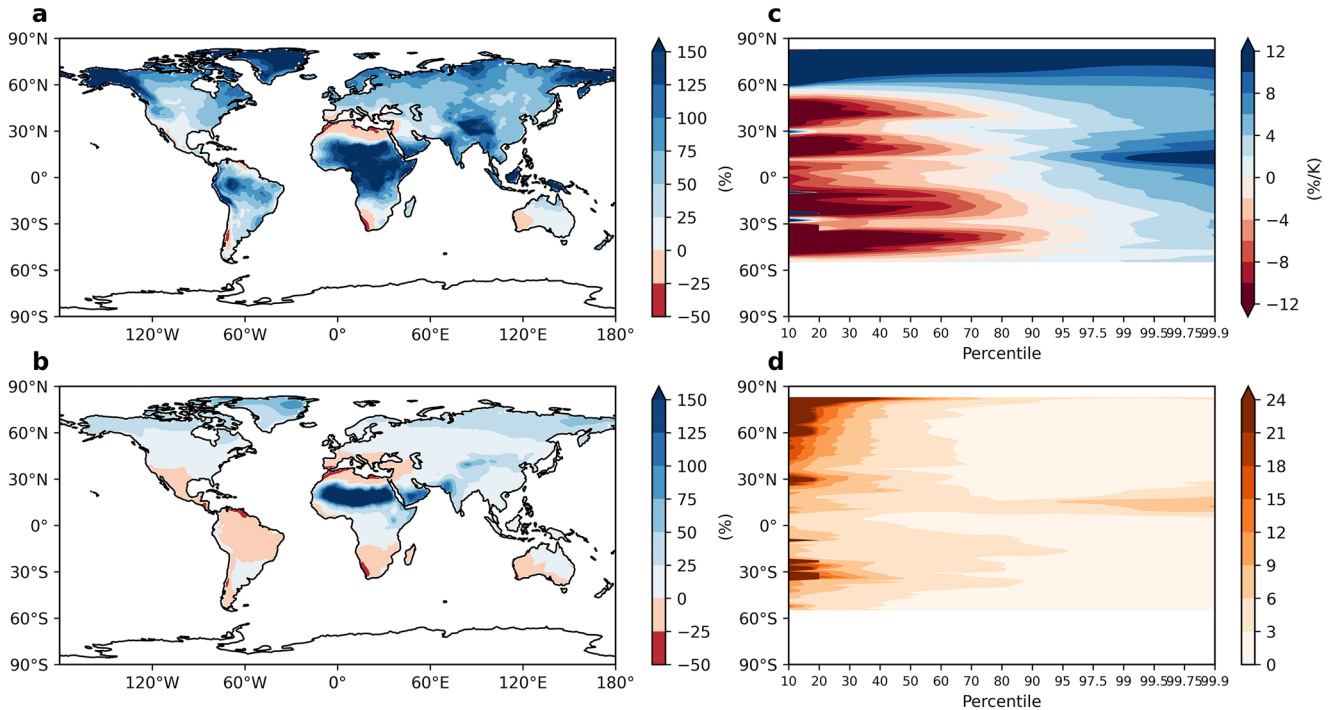 a
90°N
60°N
30°N
0°
30°S
60°S
90°S
120°W
60°W
0°
60°E
120°E
180°
150
125
100
75
50
25
0
−25
−50
(%)
c
90°N
60°N
30°N
0°
30°S
60°S
90°S
10 20 30 40 50 60 70 80 90 95 97.5 99 99.5 99.75 99.9
Percentile
12
8
4
0
−4
−8
−12
(%/K)
b
90°N
60°N
30°N
0°
30°S
60°S
90°S
120°W
60°W
0°
60°E
120°E
180°
150
125
100
75
50
25
0
−25
−50
(%)
d
90°N
60°N
30°N
0°
30°S
60°S
90°S
10 20 30 40 50 60 70 80 90 95 97.5 99 99.5 99.75 99.9
Percentile
24
21
18
15
12
9
6
3
0